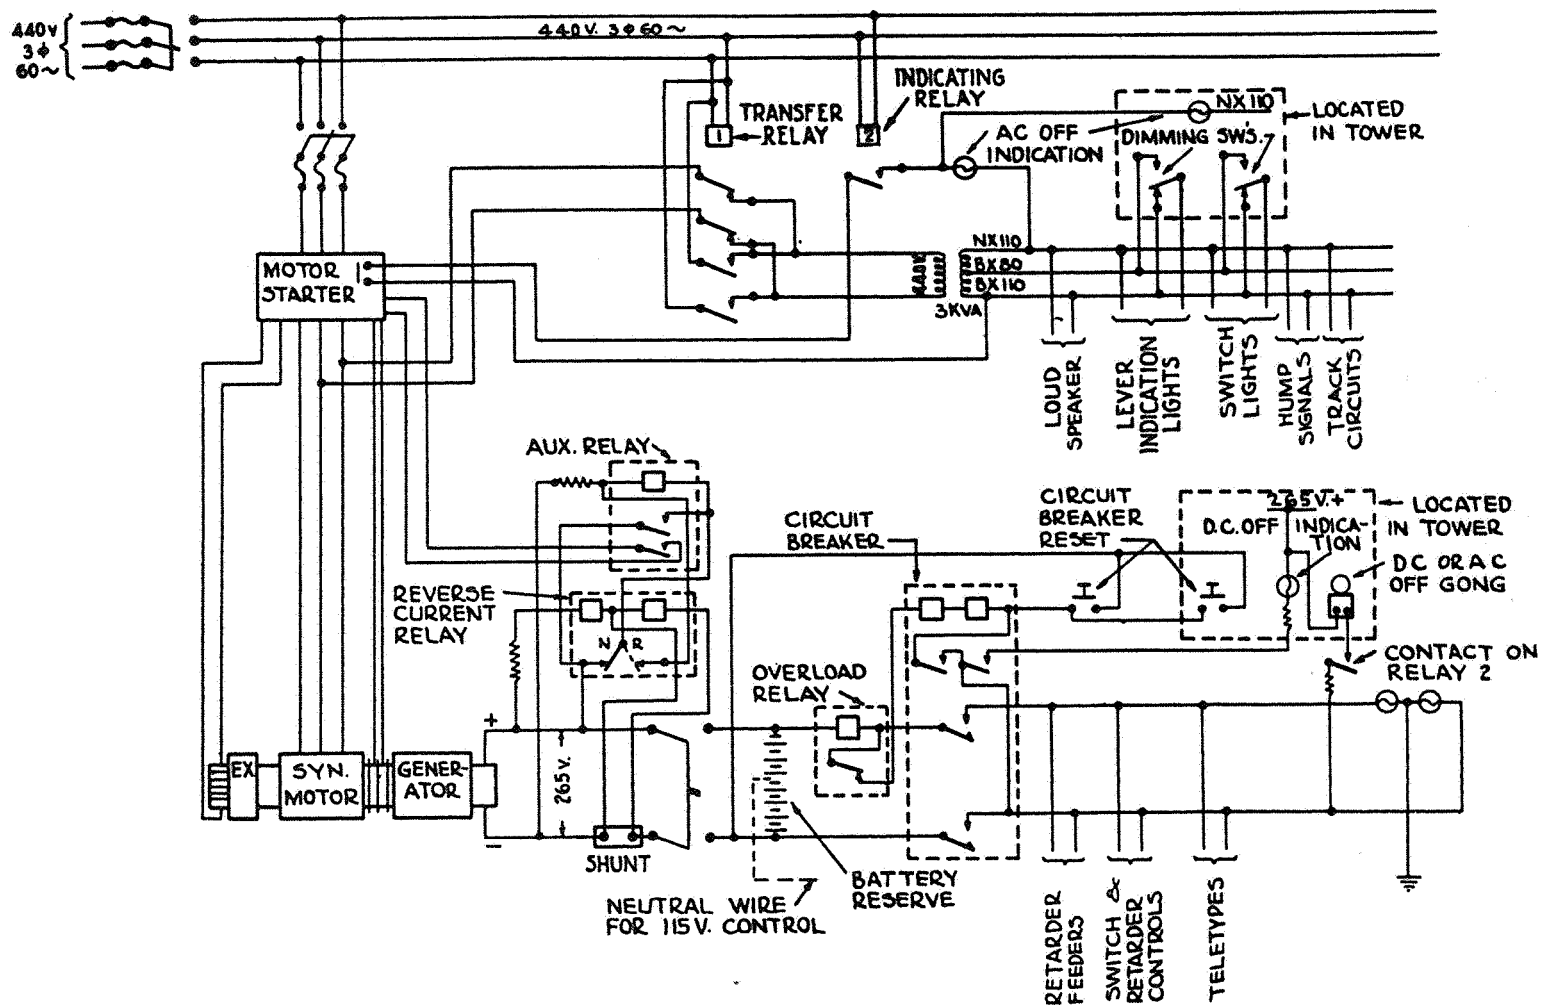 440V
3ϕ
60~
440V. 3ϕ60~
INDICATING
RELAY
TRANSFER
RELAY
1
2
AC OFF
INDICATION
NX110
DIMMING SW'S.
LOCATED
IN TOWER
MOTOR
STARTER
440V
NX110
BX80
BX110
3KVA
LOUD
SPEAKER
LEVER
INDICATION
LIGHTS
SWITCH
LIGHTS
HUMP
SIGNALS
TRACK
CIRCUITS
AUX. RELAY
REVERSE
CURRENT
RELAY
N R
CIRCUIT
BREAKER
CIRCUIT
BREAKER
RESET
265V.+
D.C. OFF INDICA-
TION
LOCATED
IN TOWER
DC OR AC
OFF GONG
CONTACT ON
RELAY 2
OVERLOAD
RELAY
+
265 V.
−
EX
SYN.
MOTOR
GENER-
ATOR
SHUNT
BATTERY
RESERVE
NEUTRAL WIRE
FOR 115V. CONTROL
RETARDER
FEEDERS
SWITCH &
RETARDER
CONTROLS
TELETYPES